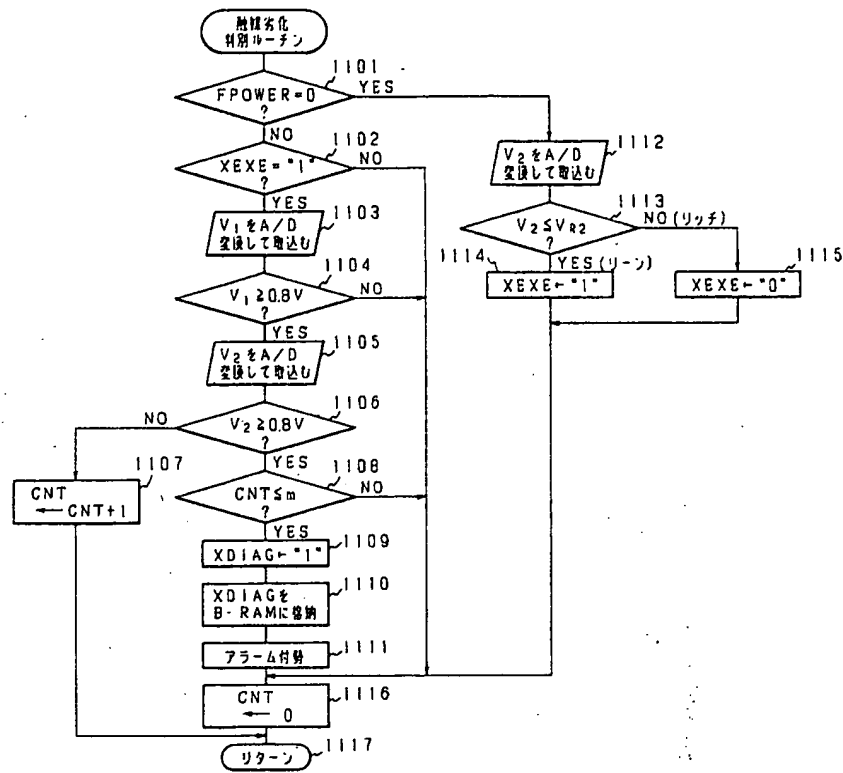 触媒劣化
判別ルーチン
1101
FPOWER=0
?
YES
NO
1102
XEXE="1"
?
NO
YES
1103
V1をA/D
変換して取込む
1104
V1≧0.8V
?
NO
YES
1105
V2をA/D
変換して取込む
1106
V2≧0.8V
?
NO
YES
1107
CNT
←CNT+1
1108
CNT≦m
?
NO
YES
1109
XDIAG←"1"
1110
XDIAGを
B-RAMに格納
1111
アラーム付勢
1112
V2をA/D
変換して取込む
1113
V2≦VR2
?
NO(リッチ)
YES(リーン)
1114
XEXE←"1"
1115
XEXE←"0"
1116
CNT
← 0
1117
リターン